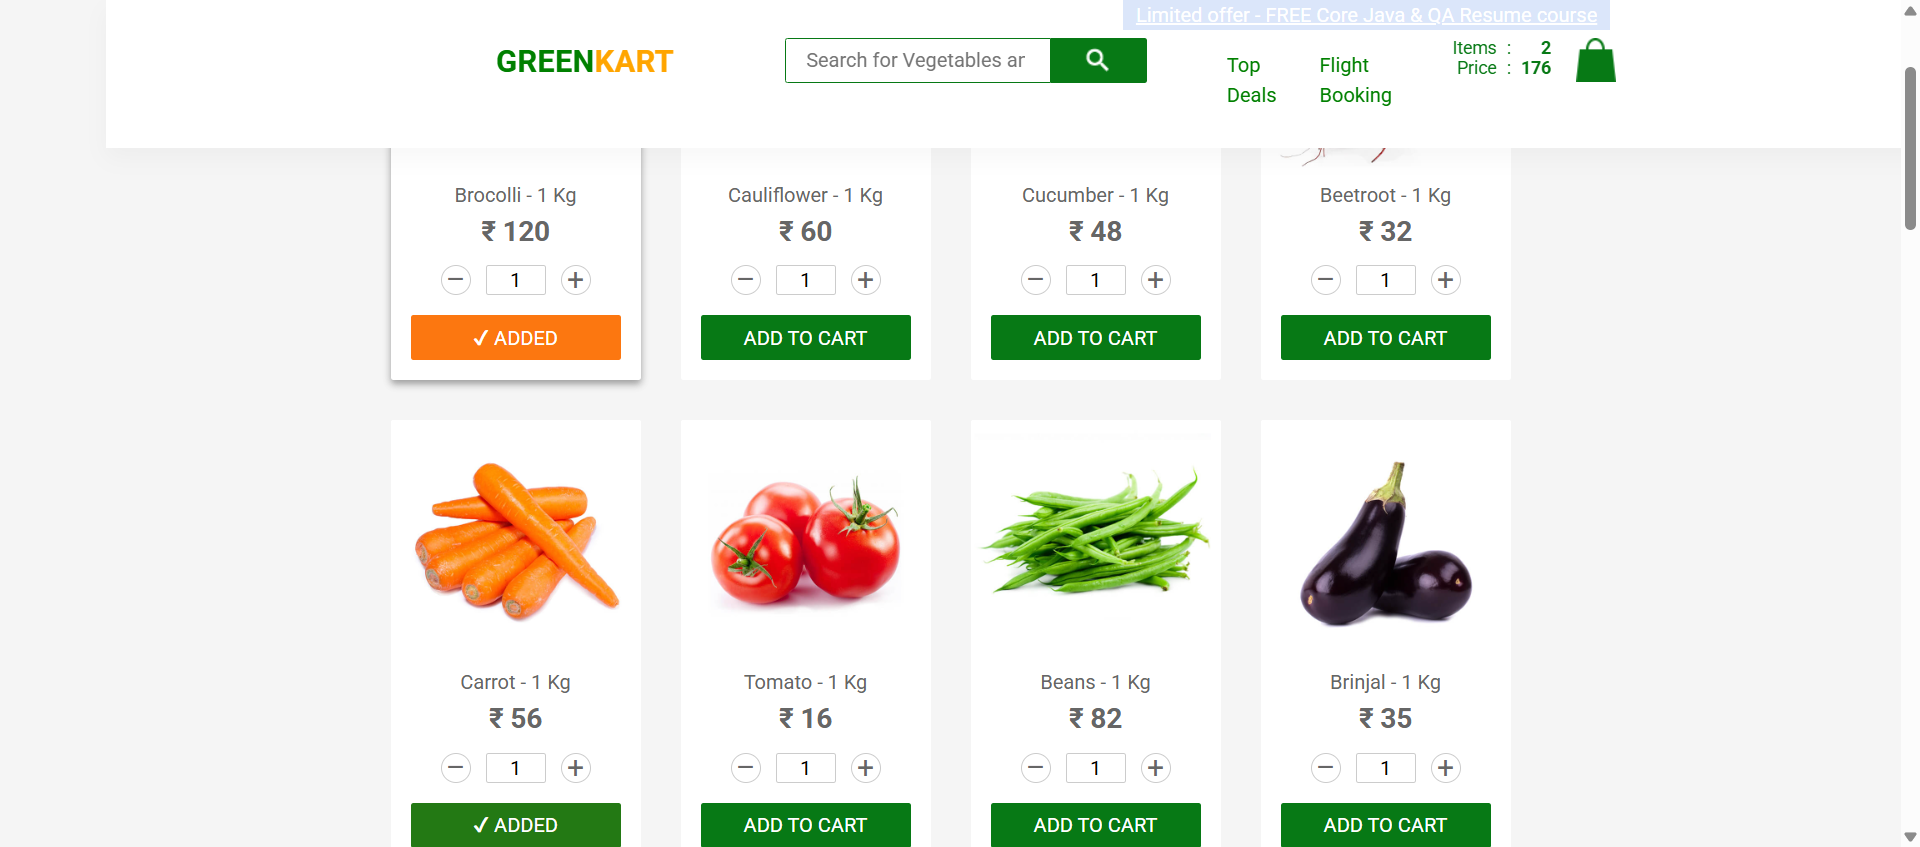 Limited offer - FREE Core Java & QA Resume course
GREENKART
Search for Vegetables ar
Top Deals
Flight Booking
Items : 2
Price : 176
Brocolli - 1 Kg
₹ 120
− 1 +
✓ ADDED
Cauliflower - 1 Kg
₹ 60
− 1 +
ADD TO CART
Cucumber - 1 Kg
₹ 48
− 1 +
ADD TO CART
Beetroot - 1 Kg
₹ 32
− 1 +
ADD TO CART
Carrot - 1 Kg
₹ 56
− 1 +
✓ ADDED
Tomato - 1 Kg
₹ 16
− 1 +
ADD TO CART
Beans - 1 Kg
₹ 82
− 1 +
ADD TO CART
Brinjal - 1 Kg
₹ 35
− 1 +
ADD TO CART